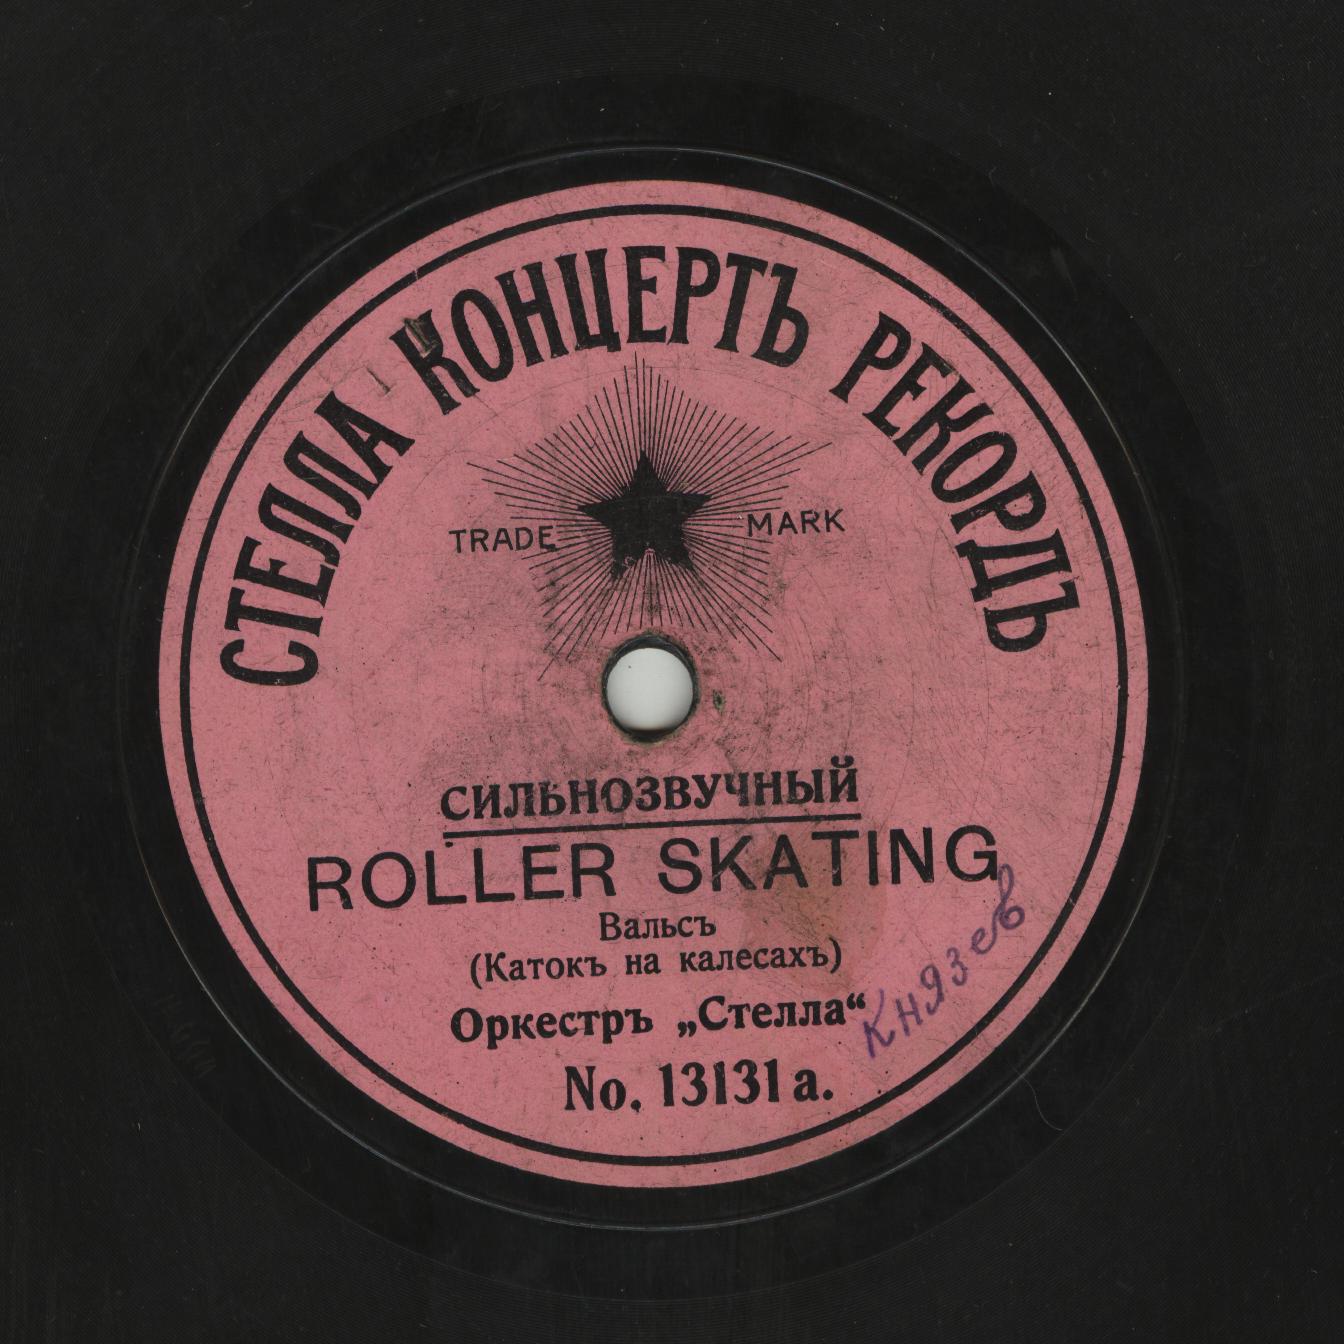 СТЕЛЛА КОНЦЕРТЪ РЕКОРДЪ
TRADE MARK
СИЛЬНОЗВУЧНЫЙ
ROLLER SKATING
Вальсъ
(Катокъ на калесахъ)
Оркестръ „Стелла“
Князев
No. 13131 a.